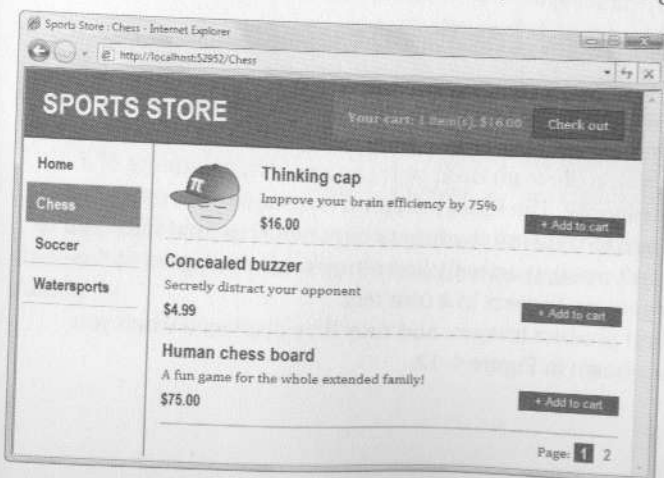 Sports Store : Chess - Internet Explorer
http://localhost:52952/Chess
SPORTS STORE
Your cart: 1 item(s), $16.00
Check out
Home
Chess
Soccer
Watersports
π
Thinking cap
Improve your brain efficiency by 75%
$16.00
+ Add to cart
Concealed buzzer
Secretly distract your opponent
$4.99
+ Add to cart
Human chess board
A fun game for the whole extended family!
$75.00
+ Add to cart
Page: 1 2